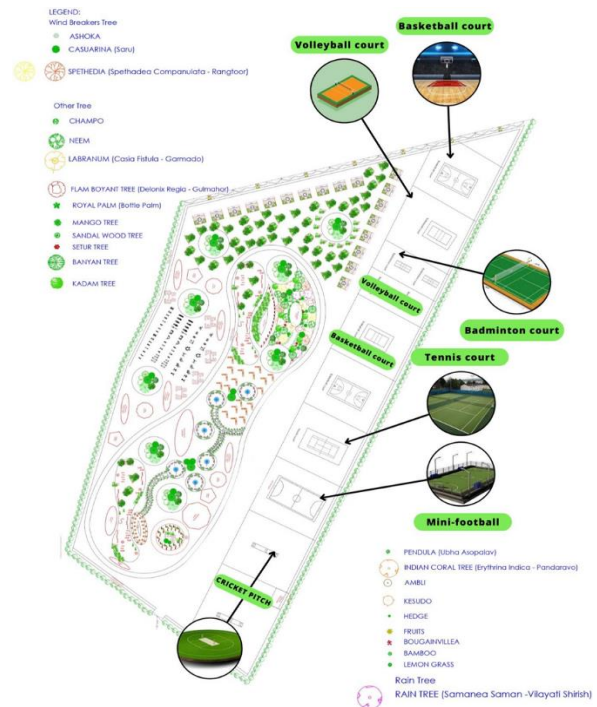 LEGEND:
Wind Breakers Tree
ASHOKA
CASUARINA (Saru)
SPETHEDIA (Spethadea Companulata - Rangtoor)
Other Tree
CHAMPO
NEEM
LABRANUM (Casia Fistula - Garmado)
FLAM BOYANT TREE (Delonix Regia - Gulmohar)
ROYAL PALM (Bottle Palm)
MANGO TREE
SANDAL WOOD TREE
SETUR TREE
BANYAN TREE
KADAM TREE
Volleyball court
Basketball court
Volleyball court
Badminton court
Basketball court
Tennis court
Mini-football
CRICKET PITCH
PENDULA (Ubha Asopalav)
INDIAN CORAL TREE (Erythrina Indica - Pandaravo)
AMBLI
KESUDO
HEDGE
FRUITS
BOUGAINVILLEA
BAMBOO
LEMON GRASS
Rain Tree
RAIN TREE (Samanea Saman -Vilayati Shirish)